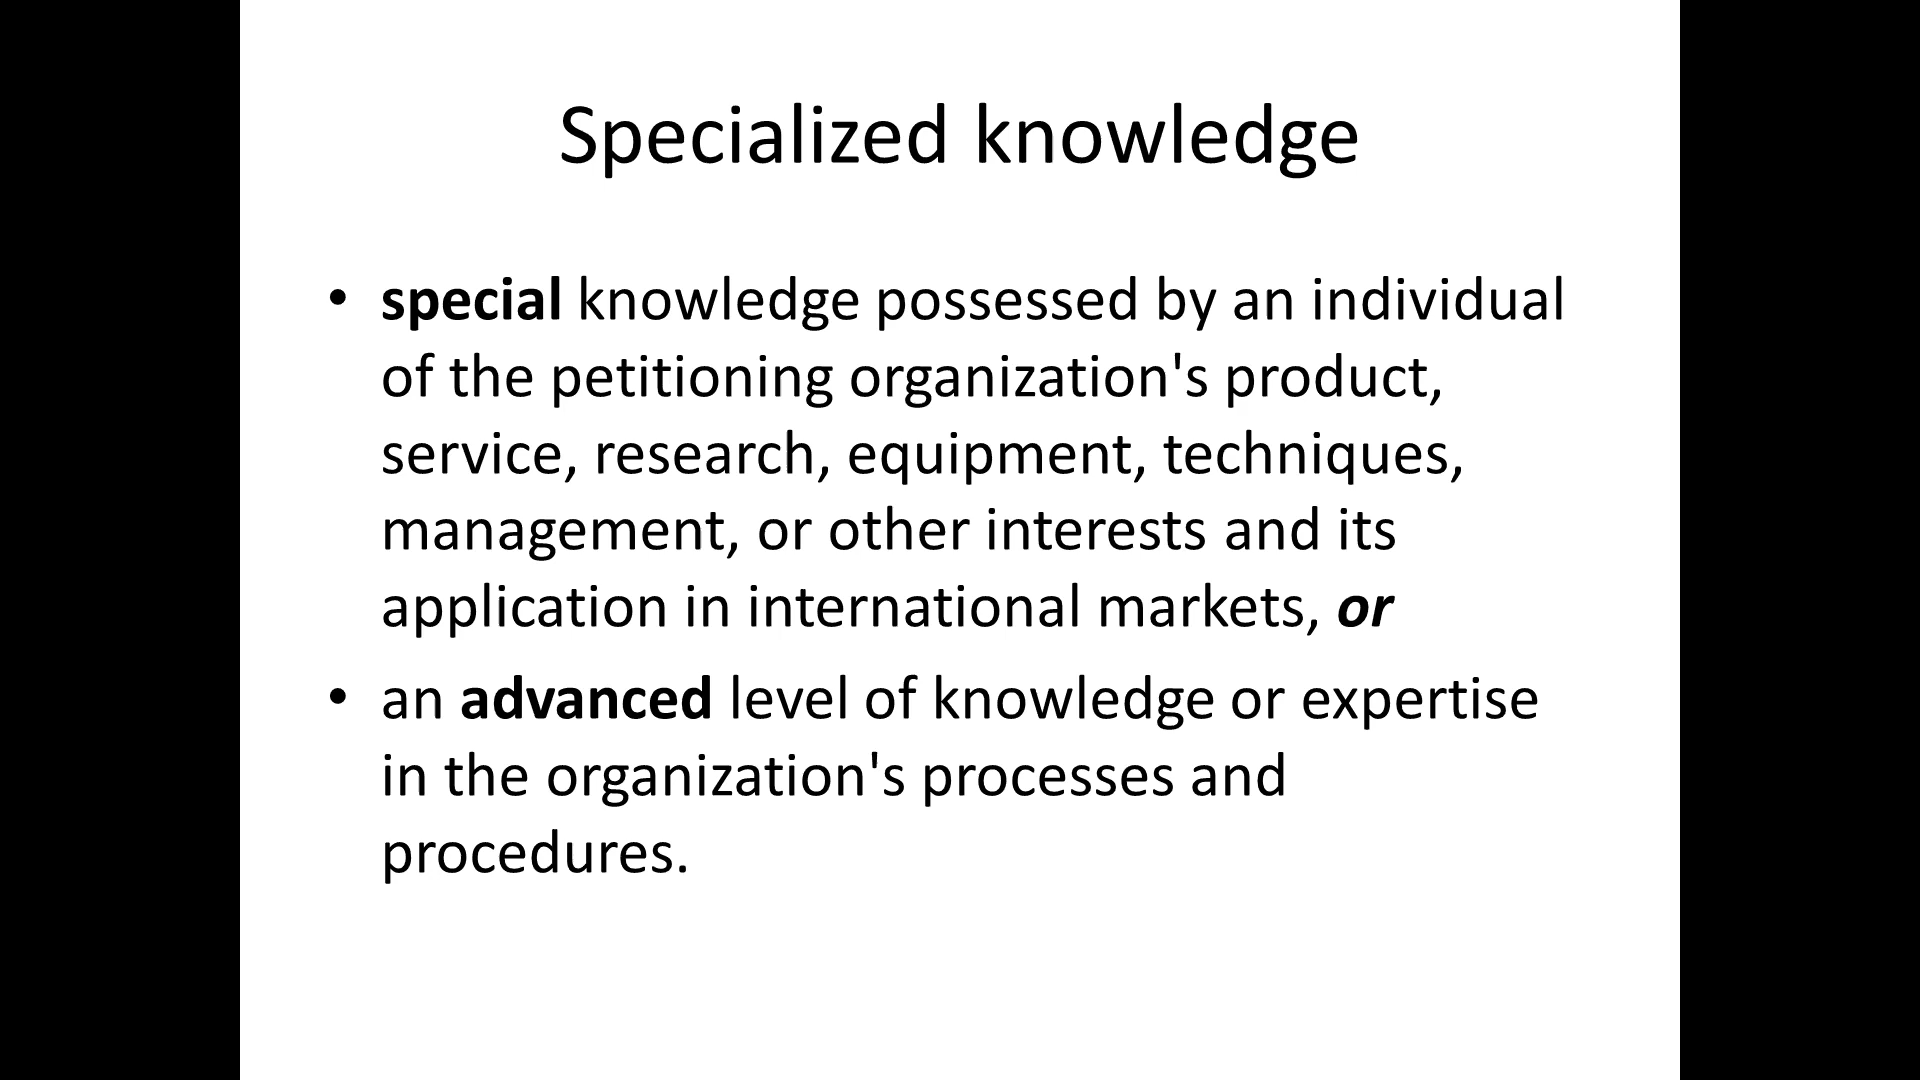 Specialized knowledge
• special knowledge possessed by an individual
of the petitioning organization's product,
service, research, equipment, techniques,
management, or other interests and its
application in international markets, or
• an advanced level of knowledge or expertise
in the organization's processes and
procedures.